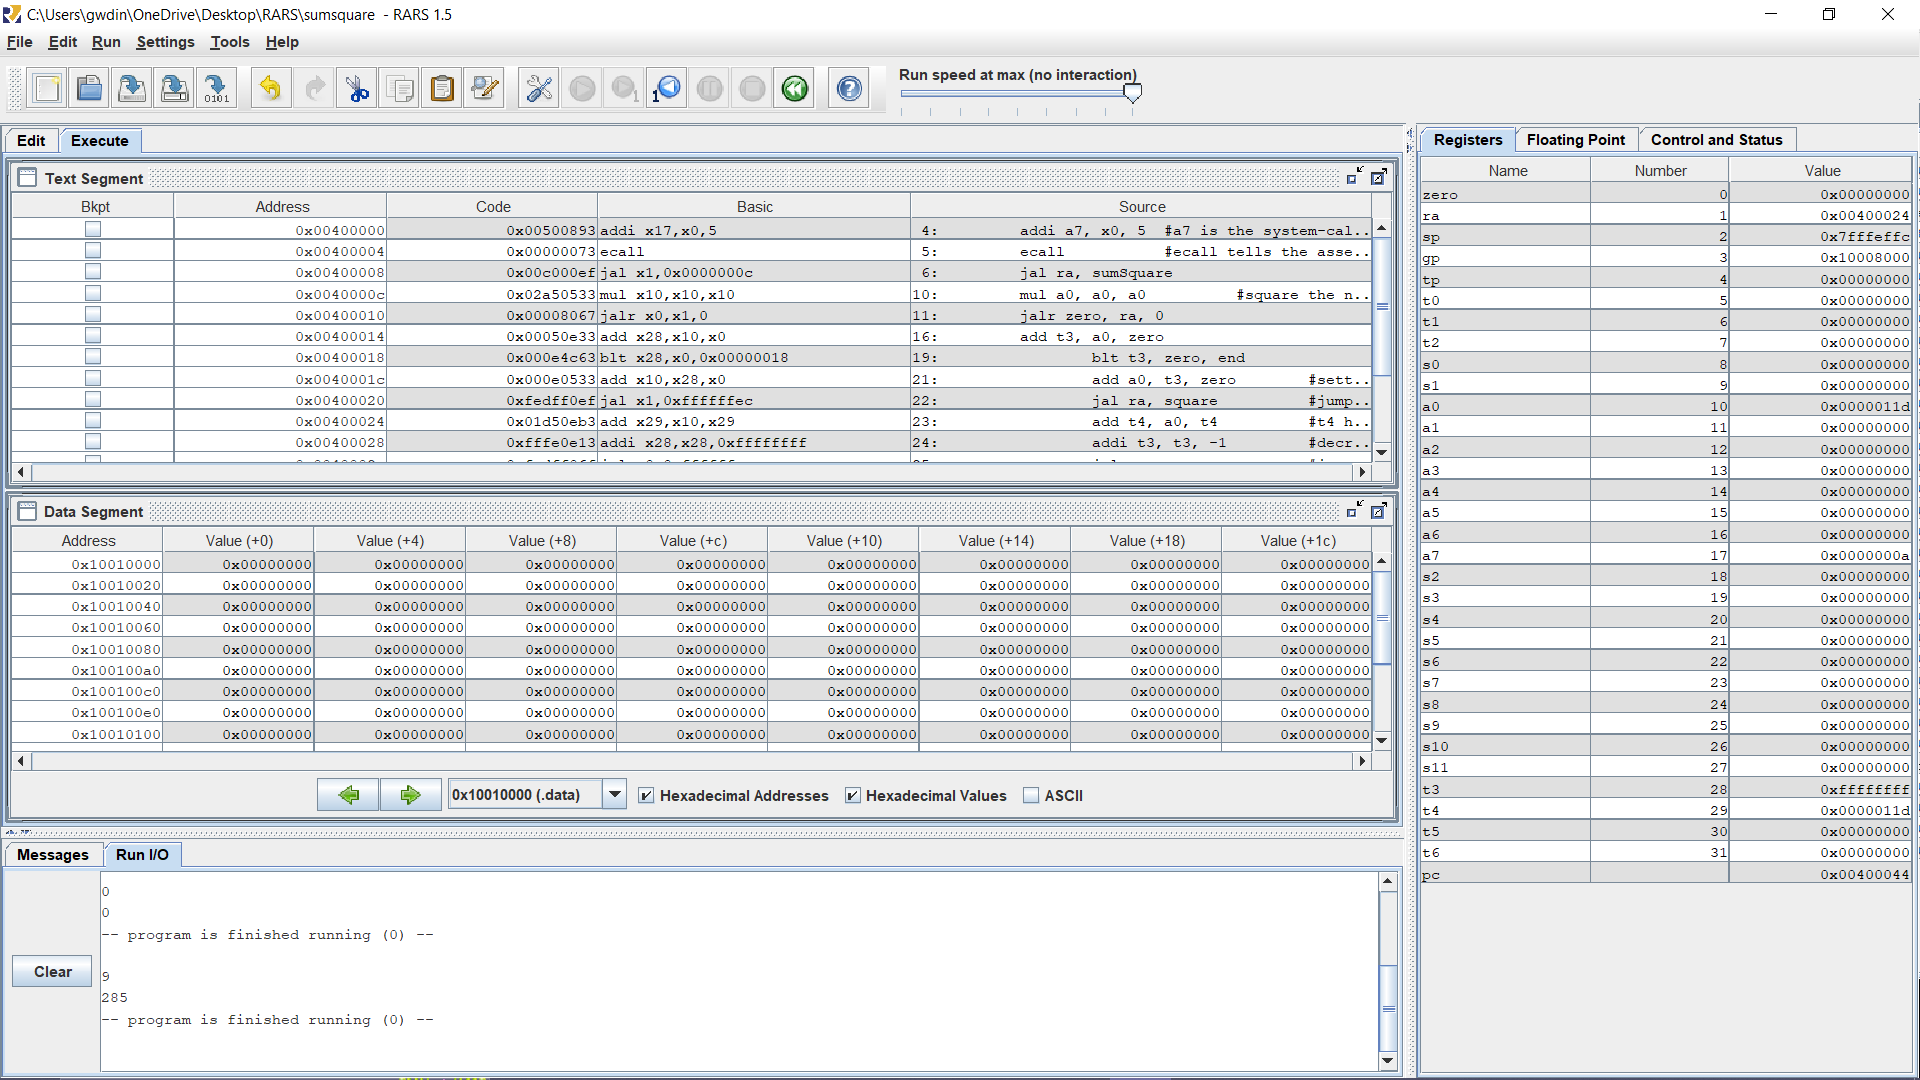 C:\Users\gwdin\OneDrive\Desktop\RARS\sumsquare - RARS 1.5
File Edit Run Settings Tools Help
Run speed at max (no interaction)
Edit Execute
Text Segment
Bkpt Address Code Basic Source
0x00400000 0x00500893 addi x17,x0,5 4: addi a7, x0, 5 #a7 is the system-cal..
0x00400004 0x00000073 ecall 5: ecall #ecall tells the asse..
0x00400008 0x00c000ef jal x1,0x0000000c 6: jal ra, sumSquare
0x0040000c 0x02a50533 mul x10,x10,x10 10: mul a0, a0, a0 #square the n..
0x00400010 0x00008067 jalr x0,x1,0 11: jalr zero, ra, 0
0x00400014 0x00050e33 add x28,x10,x0 16: add t3, a0, zero
0x00400018 0x000e4c63 blt x28,x0,0x00000018 19: blt t3, zero, end
0x0040001c 0x000e0533 add x10,x28,x0 21: add a0, t3, zero #sett..
0x00400020 0xfedff0ef jal x1,0xffffffec 22: jal ra, square #jump..
0x00400024 0x01d50eb3 add x29,x10,x29 23: add t4, a0, t4 #t4 h..
0x00400028 0xfffe0e13 addi x28,x28,0xffffffff 24: addi t3, t3, -1 #decr..
Data Segment
Address Value (+0) Value (+4) Value (+8) Value (+c) Value (+10) Value (+14) Value (+18) Value (+1c)
0x10010000 0x00000000 0x00000000 0x00000000 0x00000000 0x00000000 0x00000000 0x00000000 0x00000000
0x10010020 0x00000000 0x00000000 0x00000000 0x00000000 0x00000000 0x00000000 0x00000000 0x00000000
0x10010040 0x00000000 0x00000000 0x00000000 0x00000000 0x00000000 0x00000000 0x00000000 0x00000000
0x10010060 0x00000000 0x00000000 0x00000000 0x00000000 0x00000000 0x00000000 0x00000000 0x00000000
0x10010080 0x00000000 0x00000000 0x00000000 0x00000000 0x00000000 0x00000000 0x00000000 0x00000000
0x100100a0 0x00000000 0x00000000 0x00000000 0x00000000 0x00000000 0x00000000 0x00000000 0x00000000
0x100100c0 0x00000000 0x00000000 0x00000000 0x00000000 0x00000000 0x00000000 0x00000000 0x00000000
0x100100e0 0x00000000 0x00000000 0x00000000 0x00000000 0x00000000 0x00000000 0x00000000 0x00000000
0x10010100 0x00000000 0x00000000 0x00000000 0x00000000 0x00000000 0x00000000 0x00000000 0x00000000
0x10010000 (.data) Hexadecimal Addresses Hexadecimal Values ASCII
Messages Run I/O
Clear
0
0
-- program is finished running (0) --
9
285
-- program is finished running (0) --
Registers Floating Point Control and Status
Name Number Value
zero 0 0x00000000
ra 1 0x00400024
sp 2 0x7fffeffc
gp 3 0x10008000
tp 4 0x00000000
t0 5 0x00000000
t1 6 0x00000000
t2 7 0x00000000
s0 8 0x00000000
s1 9 0x00000000
a0 10 0x0000011d
a1 11 0x00000000
a2 12 0x00000000
a3 13 0x00000000
a4 14 0x00000000
a5 15 0x00000000
a6 16 0x00000000
a7 17 0x0000000a
s2 18 0x00000000
s3 19 0x00000000
s4 20 0x00000000
s5 21 0x00000000
s6 22 0x00000000
s7 23 0x00000000
s8 24 0x00000000
s9 25 0x00000000
s10 26 0x00000000
s11 27 0x00000000
t3 28 0xffffffff
t4 29 0x0000011d
t5 30 0x00000000
t6 31 0x00000000
pc 0x00400044